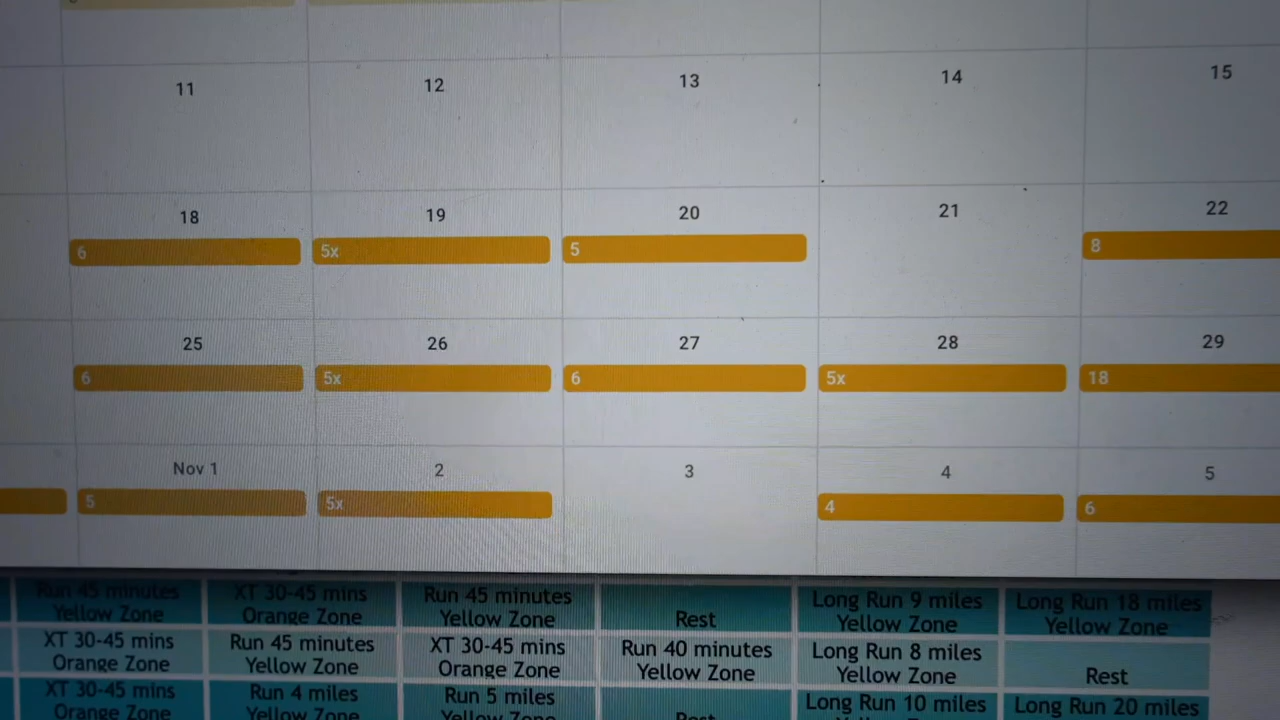 11 12 13 14 15
18 19 20 21 22
6 5x 5 8
25 26 27 28 29
6 5x 6 5x 18
Nov 1 2 3 4 5
5 5x 4 6
Run 45 minutes XT 30-45 mins Run 45 minutes Long Run 9 miles Long Run 18 miles
Yellow Zone Orange Zone Yellow Zone Rest Yellow Zone Yellow Zone
XT 30-45 mins Run 45 minutes XT 30-45 mins Run 40 minutes Long Run 8 miles
Orange Zone Yellow Zone Orange Zone Yellow Zone Yellow Zone Rest
XT 30-45 mins Run 4 miles Run 5 miles Long Run 10 miles Long Run 20 miles
Orange Zone Yellow Zone Yellow Zone Rest